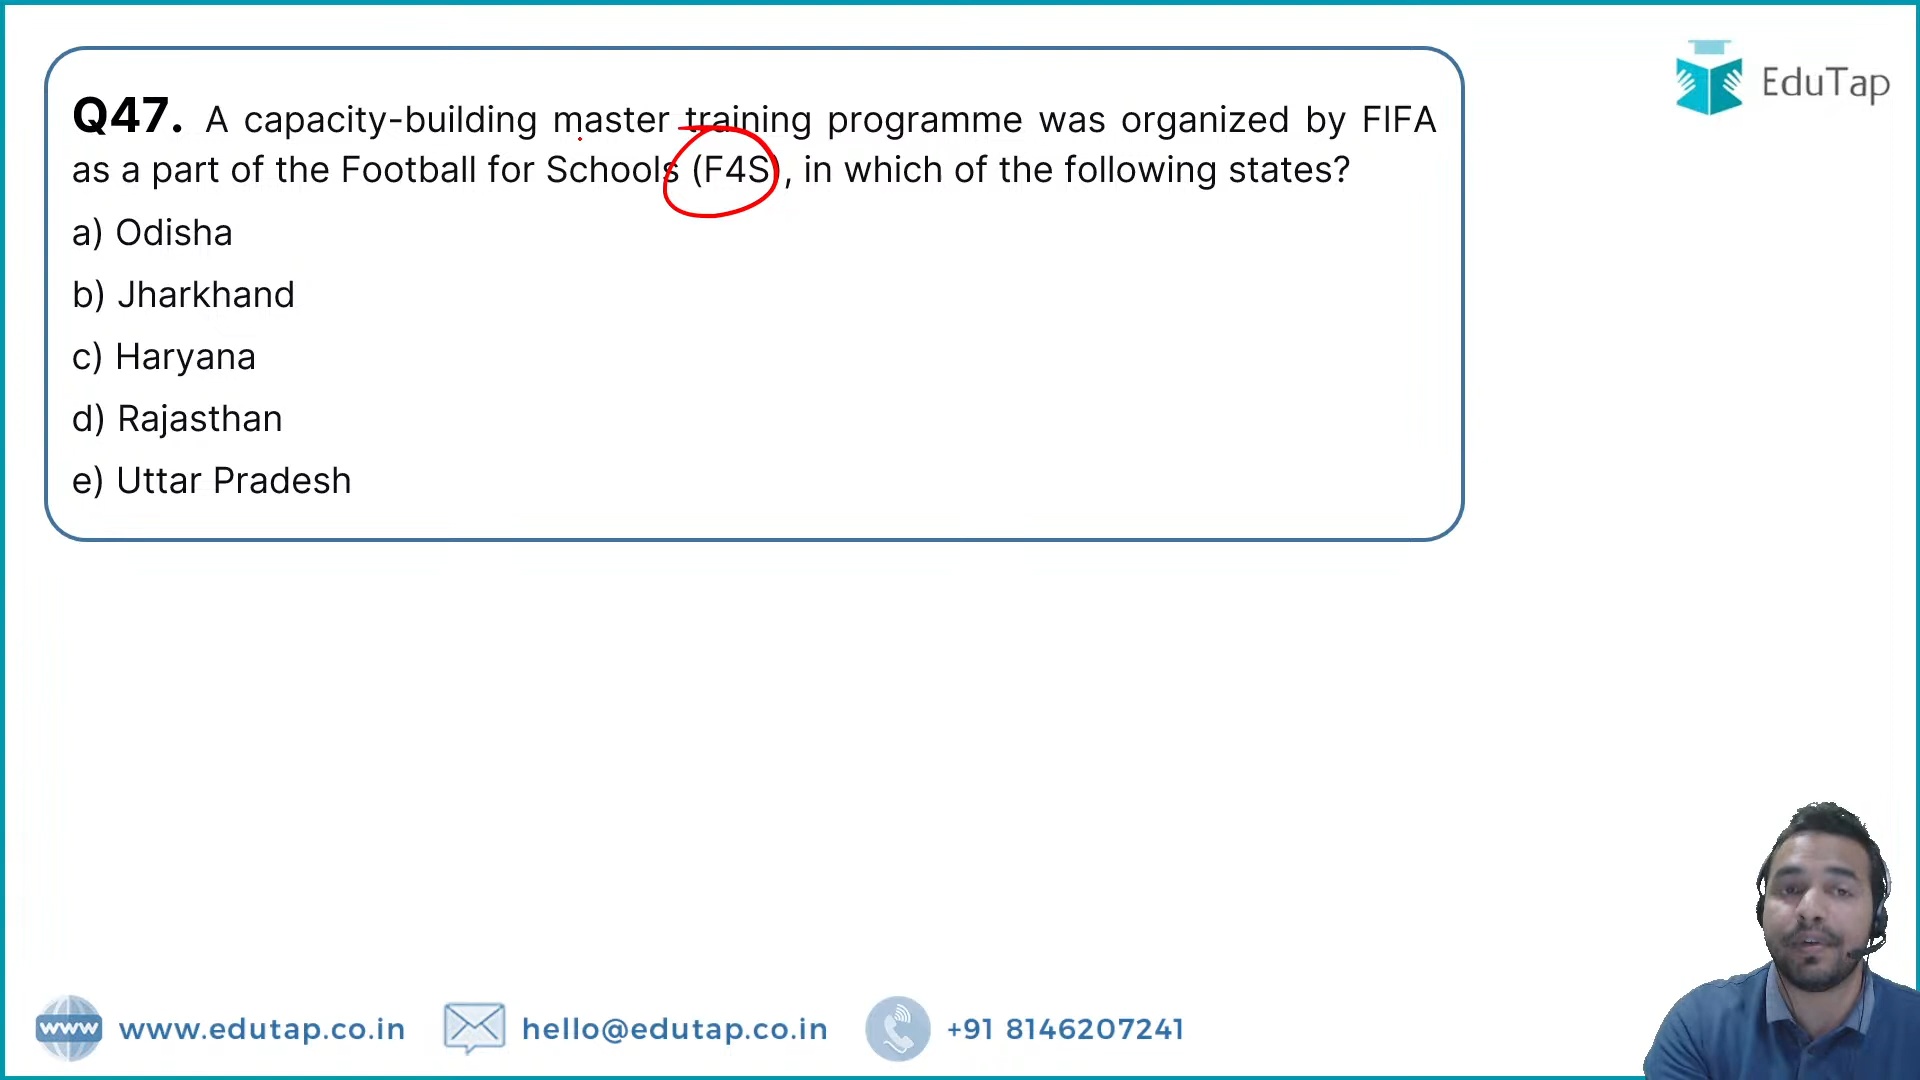 EduTap
Q47. A capacity-building master training programme was organized by FIFA
as a part of the Football for Schools (F4S), in which of the following states?
a) Odisha
b) Jharkhand
c) Haryana
d) Rajasthan
e) Uttar Pradesh
www www.edutap.co.in hello@edutap.co.in +91 8146207241